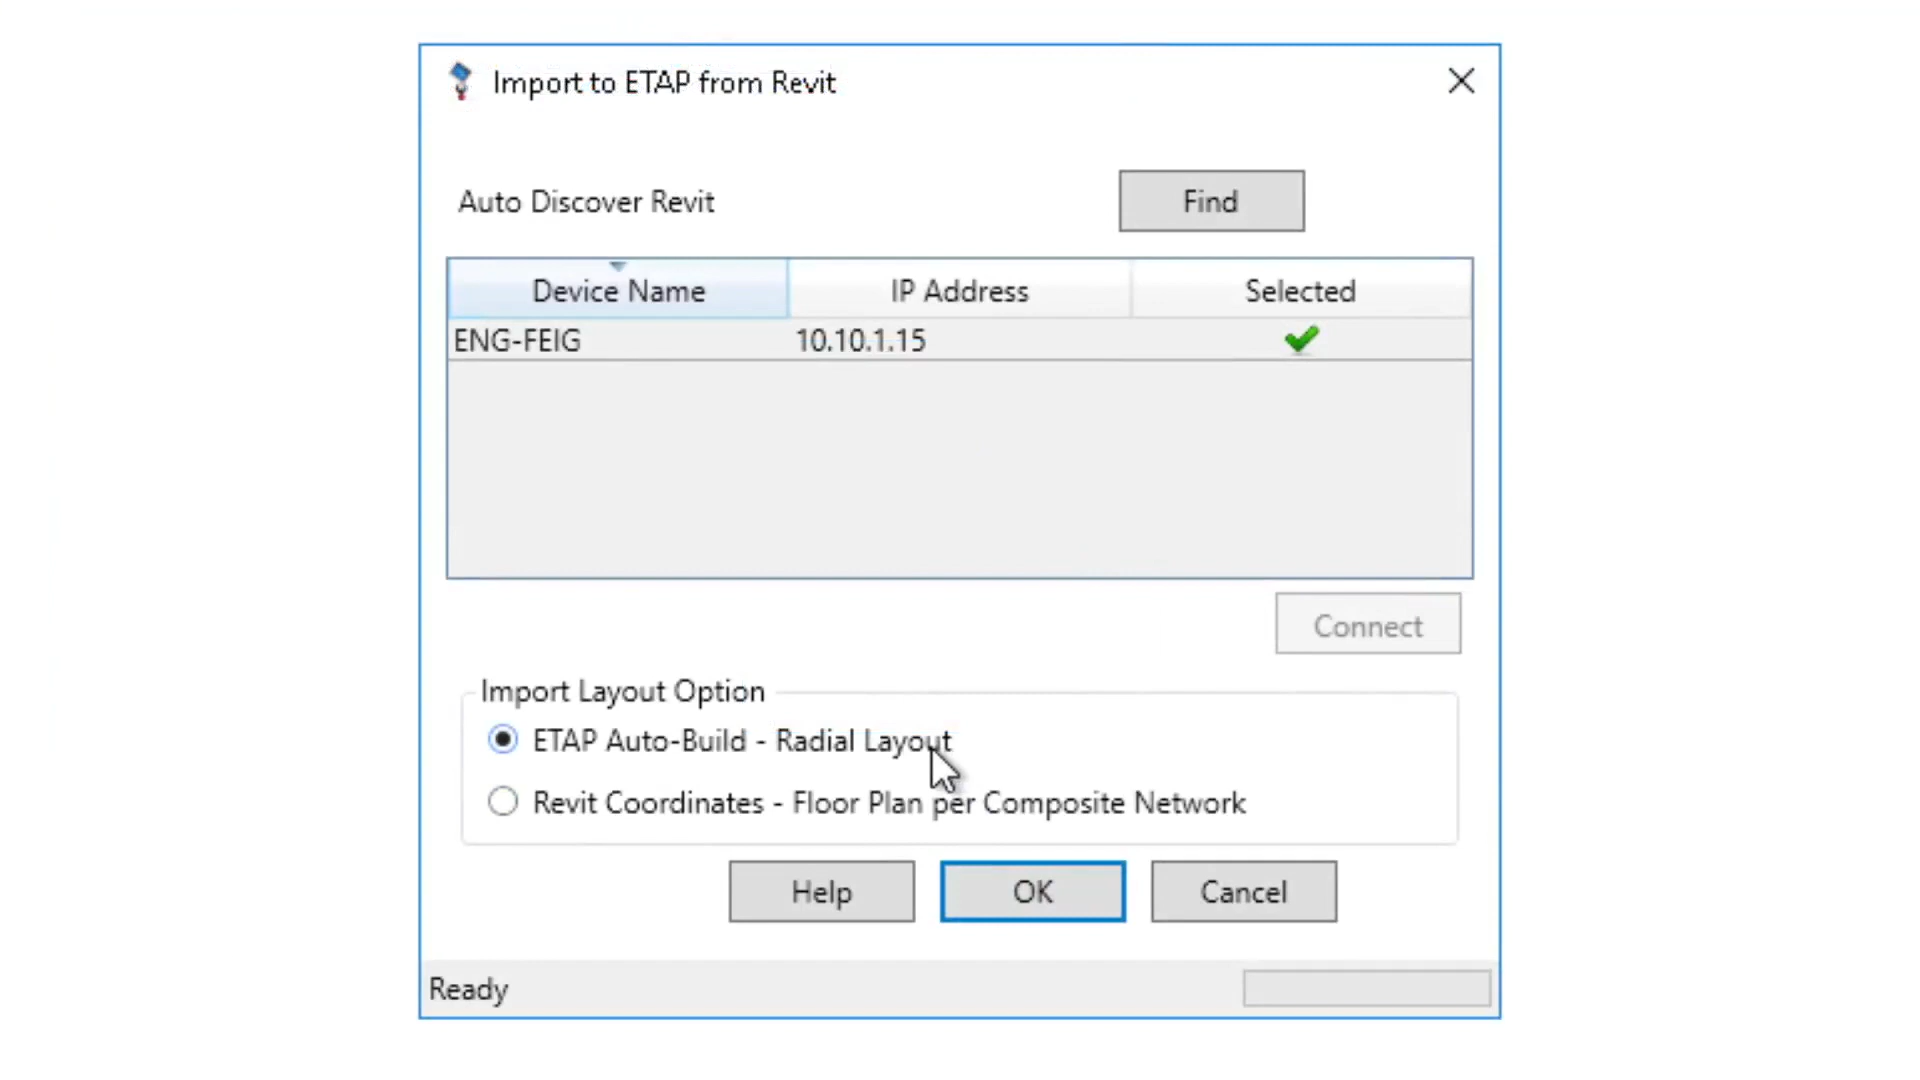 Import to ETAP from Revit
Auto Discover Revit
Find
Device Name IP Address Selected
ENG-FEIG 10.10.1.15
Connect
Import Layout Option
ETAP Auto-Build - Radial Layout
Revit Coordinates - Floor Plan per Composite Network
Help OK Cancel
Ready